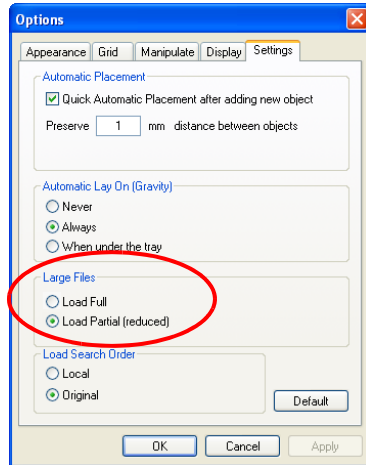 Options
Appearance Grid Manipulate Display Settings
Automatic Placement
Quick Automatic Placement after adding new object
Preserve 1 mm distance between objects
Automatic Lay On (Gravity)
Never
Always
When under the tray
Large Files
Load Full
Load Partial (reduced)
Load Search Order
Local
Original
Default
OK Cancel Apply